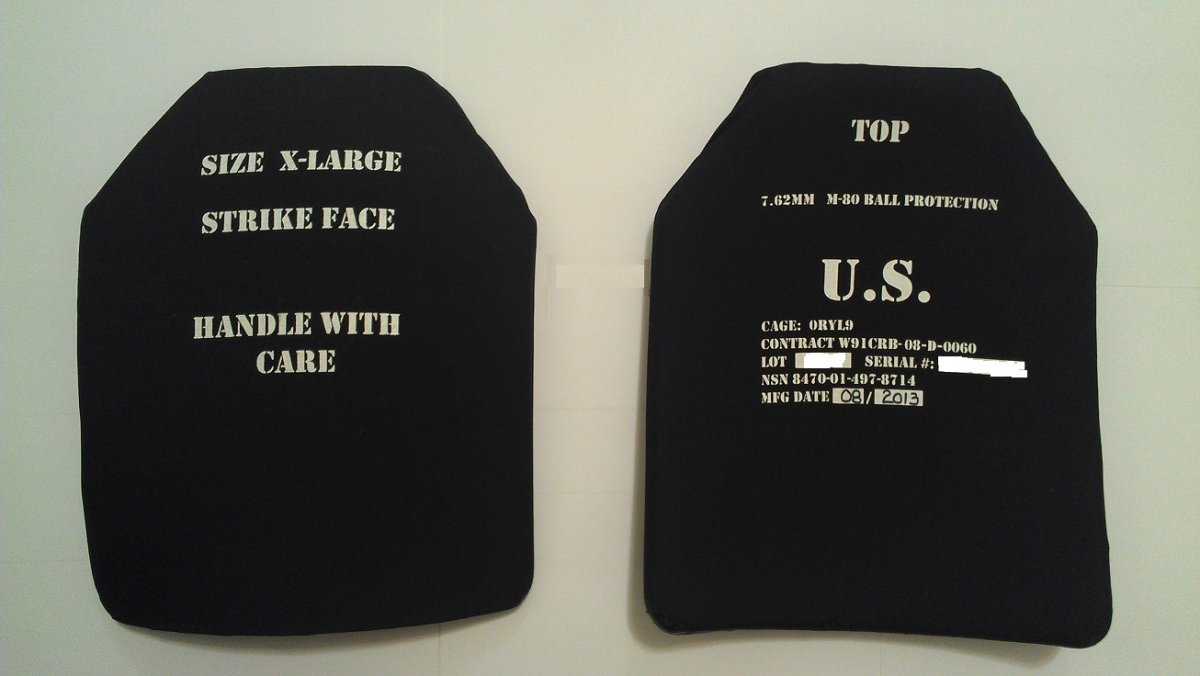 SIZE X-LARGE
STRIKE FACE
HANDLE WITH
CARE
TOP
7.62MM M-80 BALL PROTECTION
U.S.
CAGE: 0RYL9
CONTRACT W91CRB-08-D-0060
LOT SERIAL #:
NSN 8470-01-497-8714
MFG DATE 08 / 2013